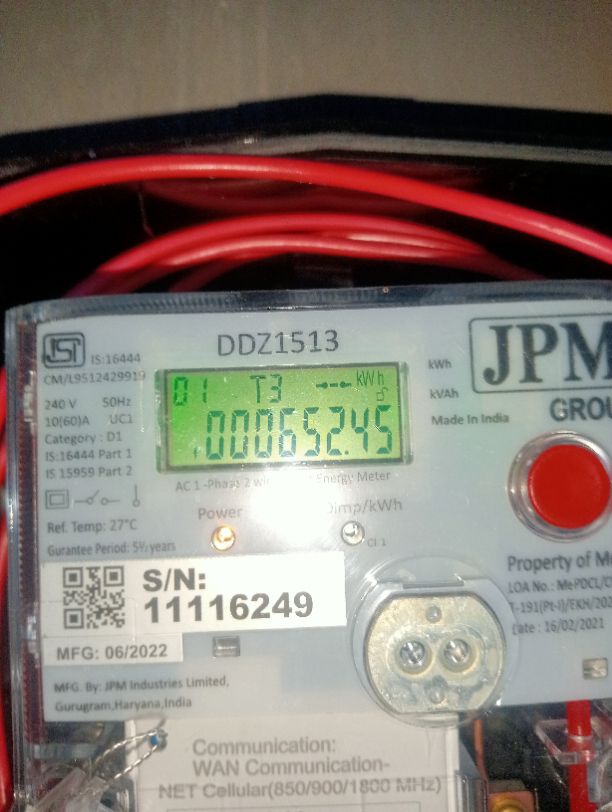 DDZ1513
IS:16444
CM/L9512429919
240 V 50Hz
10(60)A UC1
Category : D1
IS:16444 Part 1
IS 15959 Part 2
Ref. Temp: 27°C
Gurantee Period: 5½ years
01 T3 --- kWh
00065245
kWh
kVAh
Made In India
JPM
GROU
AC 1 -Phase 2 wi Energy Meter
Power
Imp/kWh
Cl.1
S/N:
11116249
MFG: 06/2022
MFG. By: JPM Industries Limited,
Gurugram,Haryana,India
Property of Me
LOA No.: MePDCL/C
T-191(Pt-I)/EKH/202
ate : 16/02/2021
Communication:
WAN Communication-
NET Cellular(850/900/1800 MHz)